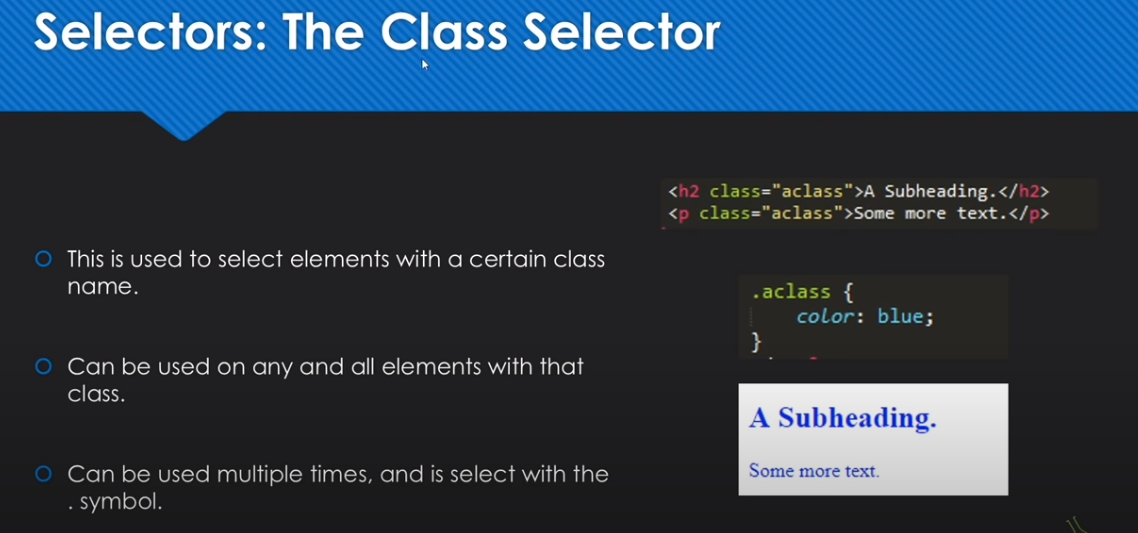 Selectors: The Class Selector
This is used to select elements with a certain class
name.
Can be used on any and all elements with that
class.
Can be used multiple times, and is select with the
. symbol.
<h2 class="aclass">A Subheading.</h2>
<p class="aclass">Some more text.</p>
.aclass {
color: blue;
}
A Subheading.
Some more text.